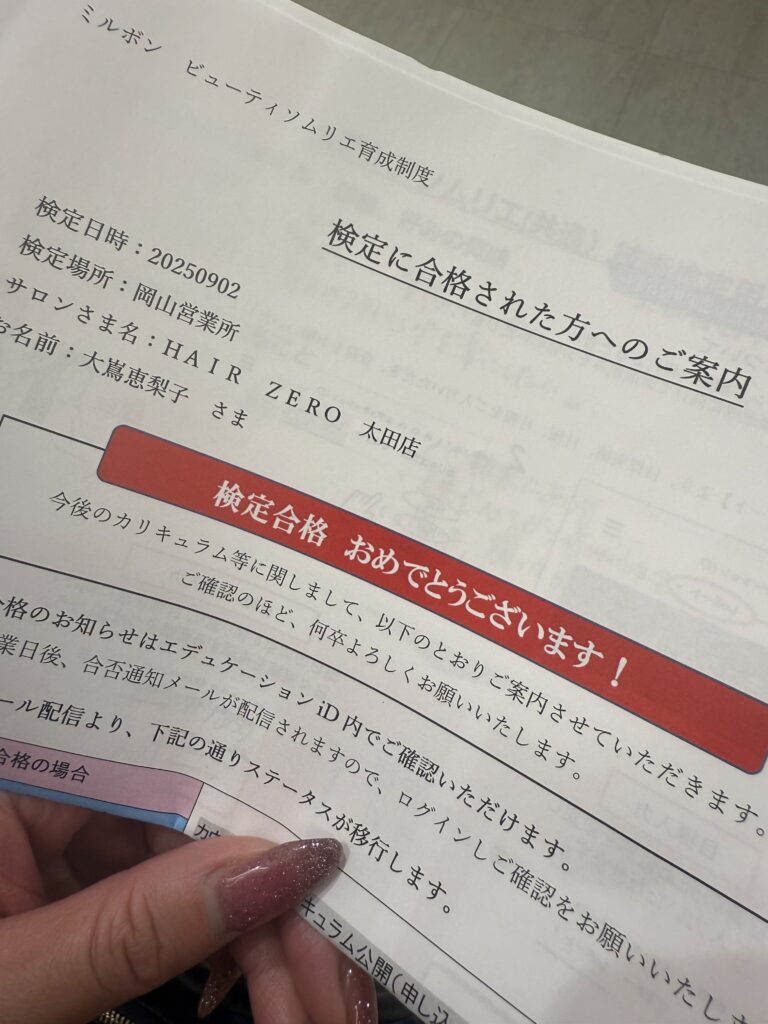 ミルボン ビューティソムリエ育成制度
検定に合格された方へのご案内
検定日時：20250902
検定場所：岡山営業所
サロンさま名：ＨＡＩＲ ＺＥＲＯ 太田店
お名前：大嶌恵梨子 さま
検定合格 おめでとうございます！
今後のカリキュラム等に関しまして、以下のとおりご案内させていただきます。
ご確認のほど、何卒よろしくお願いいたします。
合格のお知らせはエデュケーションiD内でご確認いただけます。
業日後、合否通知メールが配信されますので、ログインしご確認をお願いいたしま
ール配信より、下記の通りステータスが移行します。
合格の場合
キュラム公開（申し込